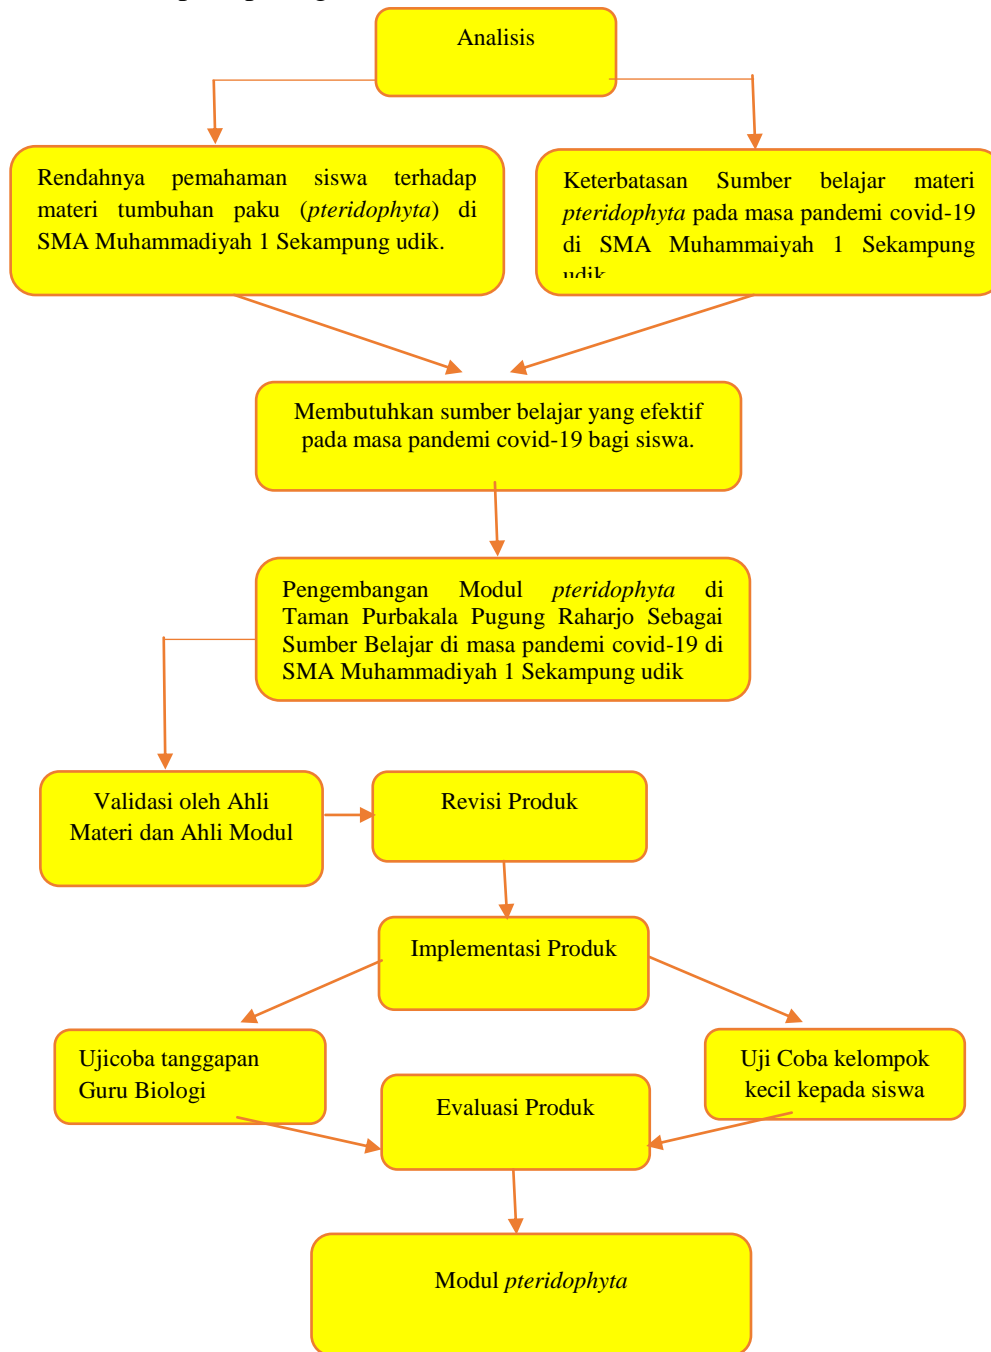 Analisis
Rendahnya pemahaman siswa terhadap
materi tumbuhan paku (pteridophyta) di
SMA Muhammadiyah 1 Sekampung udik.
Keterbatasan Sumber belajar materi
pteridophyta pada masa pandemi covid-19
di SMA Muhammaiyah 1 Sekampung
udik
Membutuhkan sumber belajar yang efektif
pada masa pandemi covid-19 bagi siswa.
Pengembangan Modul pteridophyta di
Taman Purbakala Pugung Raharjo Sebagai
Sumber Belajar di masa pandemi covid-19 di
SMA Muhammadiyah 1 Sekampung udik
Validasi oleh Ahli
Materi dan Ahli Modul
Revisi Produk
Implementasi Produk
Ujicoba tanggapan
Guru Biologi
Uji Coba kelompok
kecil kepada siswa
Evaluasi Produk
Modul pteridophyta